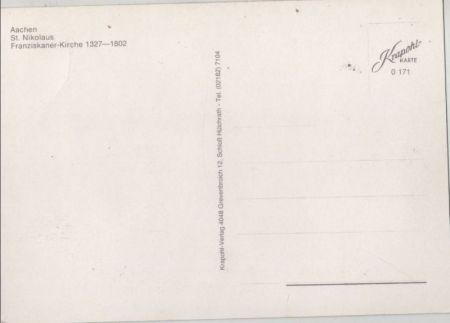 Aachen
St. Nikolaus
Franziskaner-Kirche 1327—1802
Krapohl-Verlag 4048 Grevenbroich 12, Schloß Hülchrath - Tel. (02182) 7104
Krapohl-
KARTE
0 171